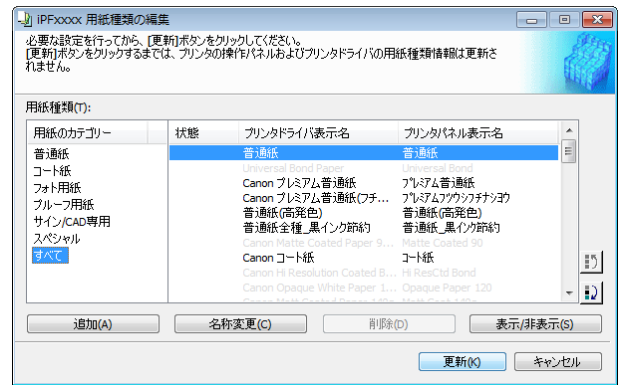 iPFxxxx 用紙種類の編集
必要な設定を行ってから、[更新]ボタンをクリックしてください。
[更新]ボタンをクリックするまでは、プリンタの操作パネルおよびプリンタドライバの用紙種類情報は更新さ
れません。
用紙種類(T):
用紙のカテゴリー
普通紙
コート紙
フォト用紙
プルーフ用紙
サイン/CAD専用
スペシャル
すべて
状態 プリンタドライバ表示名 プリンタパネル表示名
普通紙 普通紙
Universal Bond Paper Universal Bond
Canon プレミアム普通紙 プレミアム普通紙
Canon プレミアム普通紙(フチ... プレミアムフツウシフチナシヨウ
普通紙(高発色) 普通紙(高発色)
普通紙全種_黒インク節約 普通紙_黒インク節約
Canon Matte Coated Paper 9... Matte Coated 90
Canon コート紙 コート紙
Canon Hi Resolution Coated B... Hi ResCtd Bond
Canon Opaque White Paper 1... Opaque Paper 120
追加(A) 名称変更(C) 削除(D) 表示/非表示(S)
更新(K) キャンセル